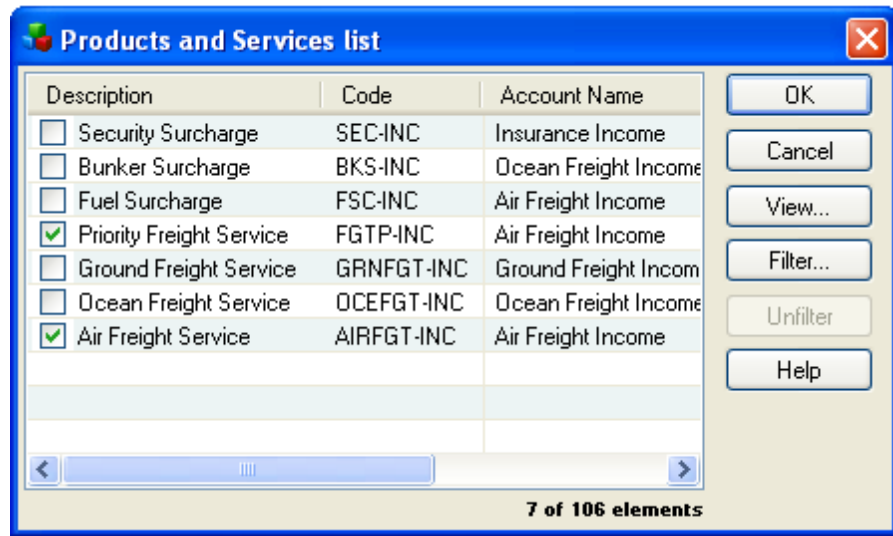 Products and Services list
Description Code Account Name
Security Surcharge SEC-INC Insurance Income
Bunker Surcharge BKS-INC Ocean Freight Income
Fuel Surcharge FSC-INC Air Freight Income
Priority Freight Service FGTP-INC Air Freight Income
Ground Freight Service GRNFGT-INC Ground Freight Incom
Ocean Freight Service OCEFGT-INC Ocean Freight Income
Air Freight Service AIRFGT-INC Air Freight Income
7 of 106 elements
OK
Cancel
View...
Filter...
Unfilter
Help